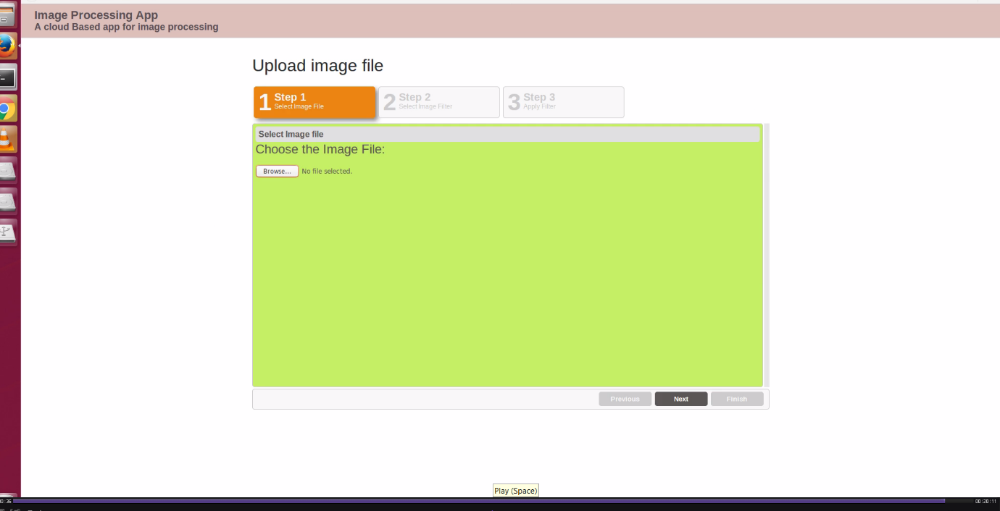 Image Processing App
A cloud Based app for image processing
Upload image file
1 Step 1
Select Image File
2 Step 2
Select Image Filter
3 Step 3
Apply Filter
Select Image file
Choose the Image File:
Browse... No file selected.
Previous Next Finish
Play (Space)
00:20:11